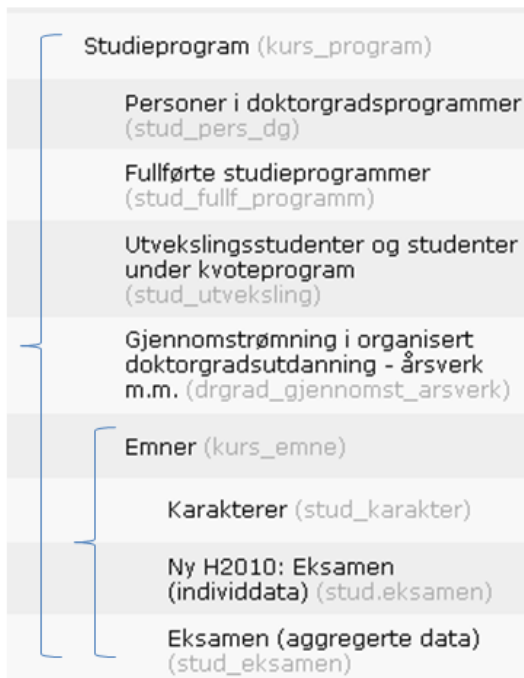 Studieprogram (kurs_program)
Personer i doktorgradsprogrammer
(stud_pers_dg)
Fullførte studieprogrammer
(stud_fullf_programm)
Utvekslingsstudenter og studenter
under kvoteprogram
(stud_utveksling)
Gjennomstrømning i organisert
doktorgradsutdanning - årsverk
m.m. (drgrad_gjennomst_arsverk)
Emner (kurs_emne)
Karakterer (stud_karakter)
Ny H2010: Eksamen
(individdata) (stud.eksamen)
Eksamen (aggregerte data)
(stud_eksamen)